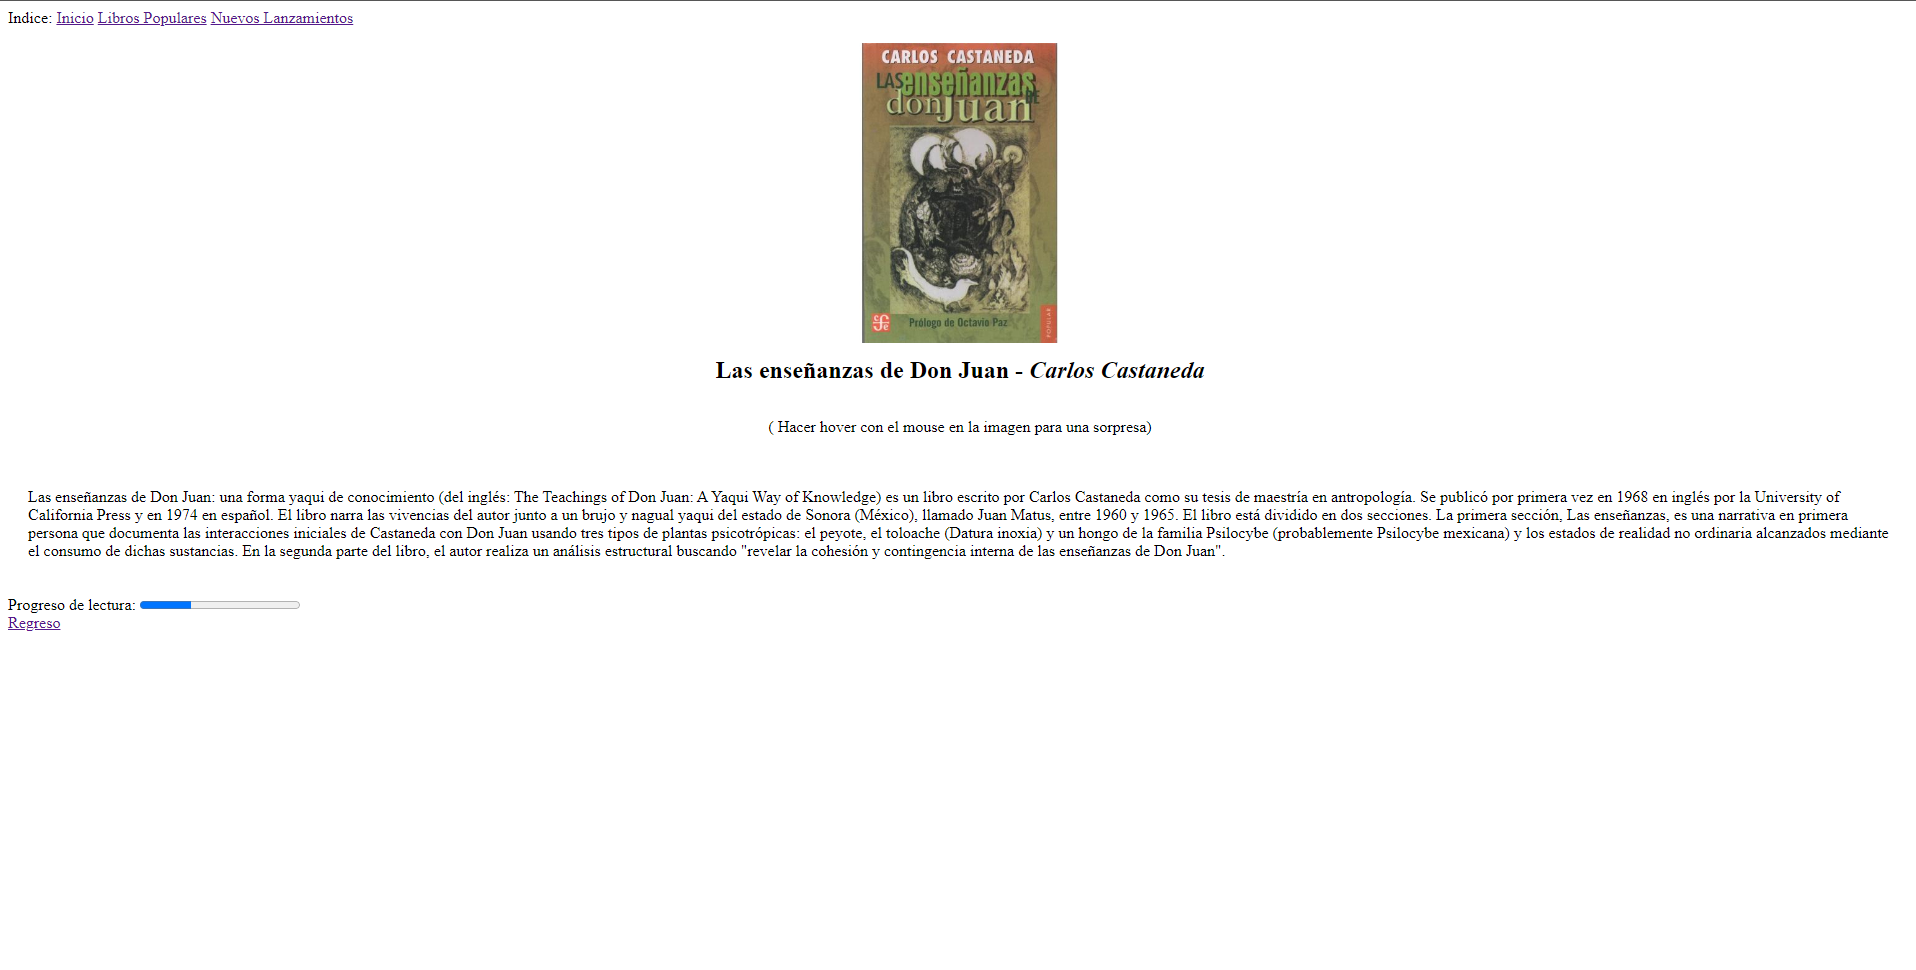 Indice: Inicio Libros Populares Nuevos Lanzamientos
CARLOS CASTANEDA
LAS enseñanzas DE
don Juan
Prólogo de Octavio Paz
POPULAR
Las enseñanzas de Don Juan - Carlos Castaneda
( Hacer hover con el mouse en la imagen para una sorpresa)
Las enseñanzas de Don Juan: una forma yaqui de conocimiento (del inglés: The Teachings of Don Juan: A Yaqui Way of Knowledge) es un libro escrito por Carlos Castaneda como su tesis de maestría en antropología. Se publicó por primera vez en 1968 en inglés por la University of
California Press y en 1974 en español. El libro narra las vivencias del autor junto a un brujo y nagual yaqui del estado de Sonora (México), llamado Juan Matus, entre 1960 y 1965. El libro está dividido en dos secciones. La primera sección, Las enseñanzas, es una narrativa en primera
persona que documenta las interacciones iniciales de Castaneda con Don Juan usando tres tipos de plantas psicotrópicas: el peyote, el toloache (Datura inoxia) y un hongo de la familia Psilocybe (probablemente Psilocybe mexicana) y los estados de realidad no ordinaria alcanzados mediante
el consumo de dichas sustancias. En la segunda parte del libro, el autor realiza un análisis estructural buscando "revelar la cohesión y contingencia interna de las enseñanzas de Don Juan".
Progreso de lectura:
Regreso